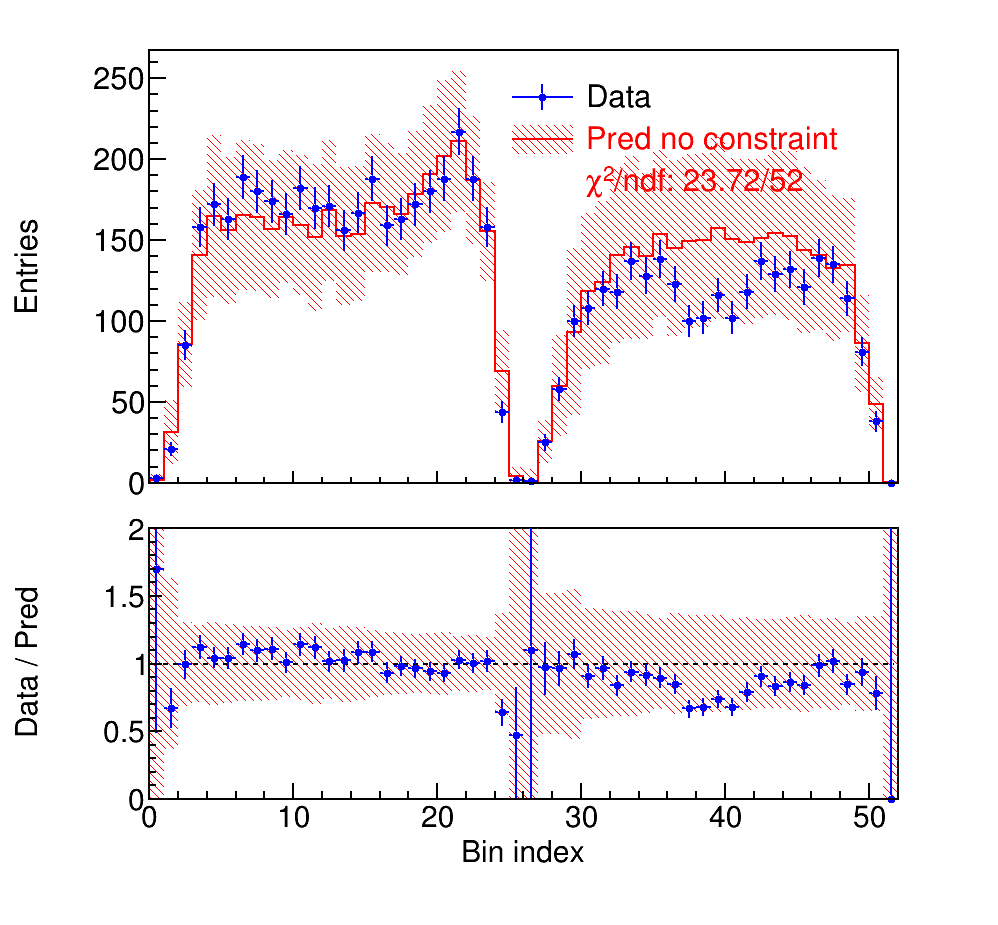 250
200
150
100
50
0
Entries
Data
Pred no constraint
χ²/ndf: 23.72/52
2
1.5
1
0.5
0
Data / Pred
0 10 20 30 40 50
Bin index